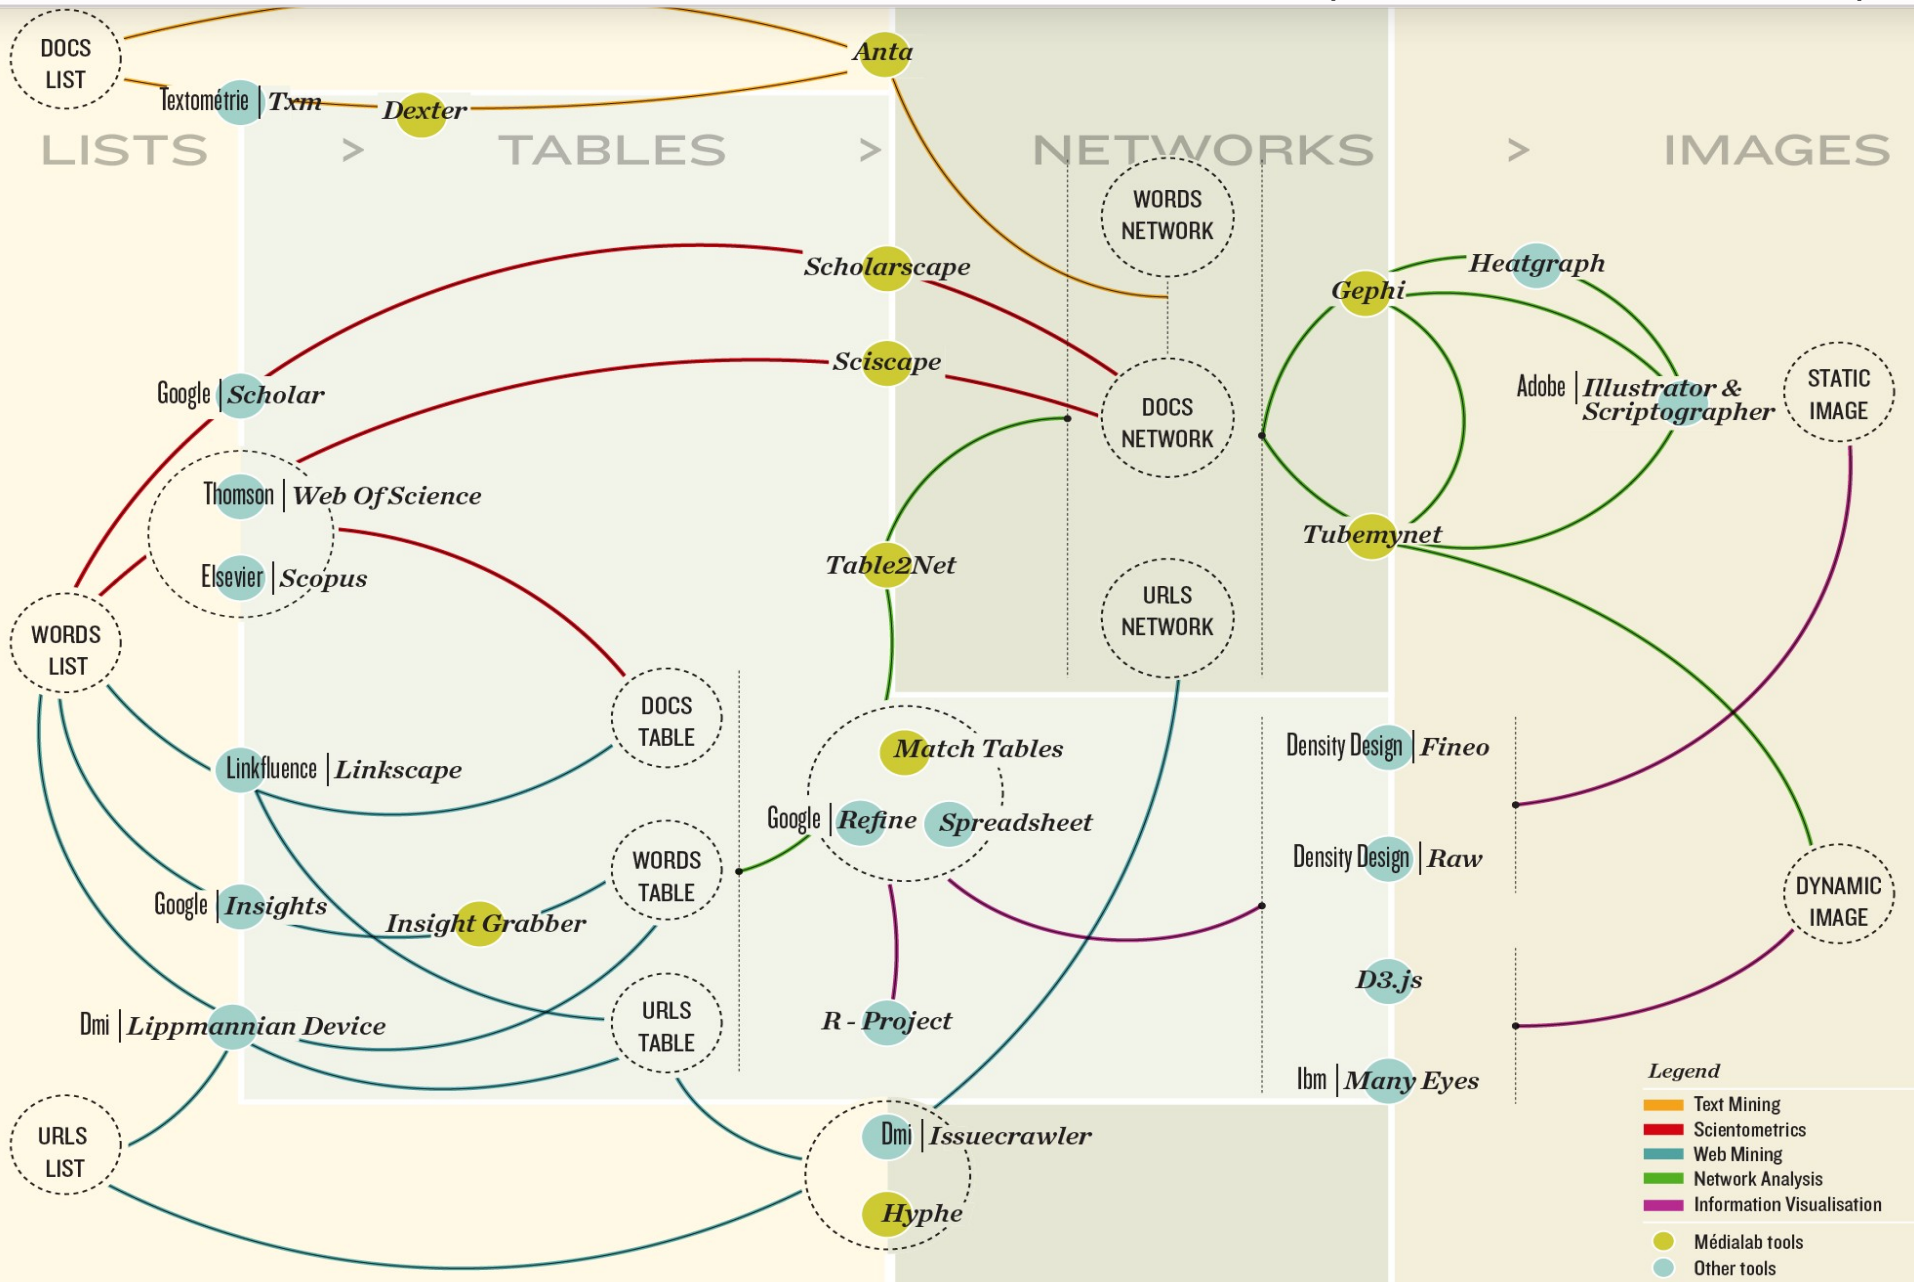 DOCS
LIST
Textométrie | Txm
Dexter
Anta
LISTS > TABLES > NETWORKS > IMAGES
WORDS
NETWORK
Scholarscape
Gephi
Heatgraph
Sciscape
Google | Scholar
DOCS
NETWORK
Adobe | Illustrator &
Scriptographer
STATIC
IMAGE
Thomson | Web Of Science
Elsevier | Scopus
Table2Net
Tubemynet
URLS
NETWORK
WORDS
LIST
DOCS
TABLE
Match Tables
Density Design | Fineo
Linkfluence | Linkscape
Google | Refine
Spreadsheet
WORDS
TABLE
Density Design | Raw
DYNAMIC
IMAGE
Google | Insights
Insight Grabber
D3.js
Dmi | Lippmannian Device
URLS
TABLE
R - Project
Ibm | Many Eyes
URLS
LIST
Dmi | Issuecrawler
Hyphe
Legend
Text Mining
Scientometrics
Web Mining
Network Analysis
Information Visualisation
Médialab tools
Other tools